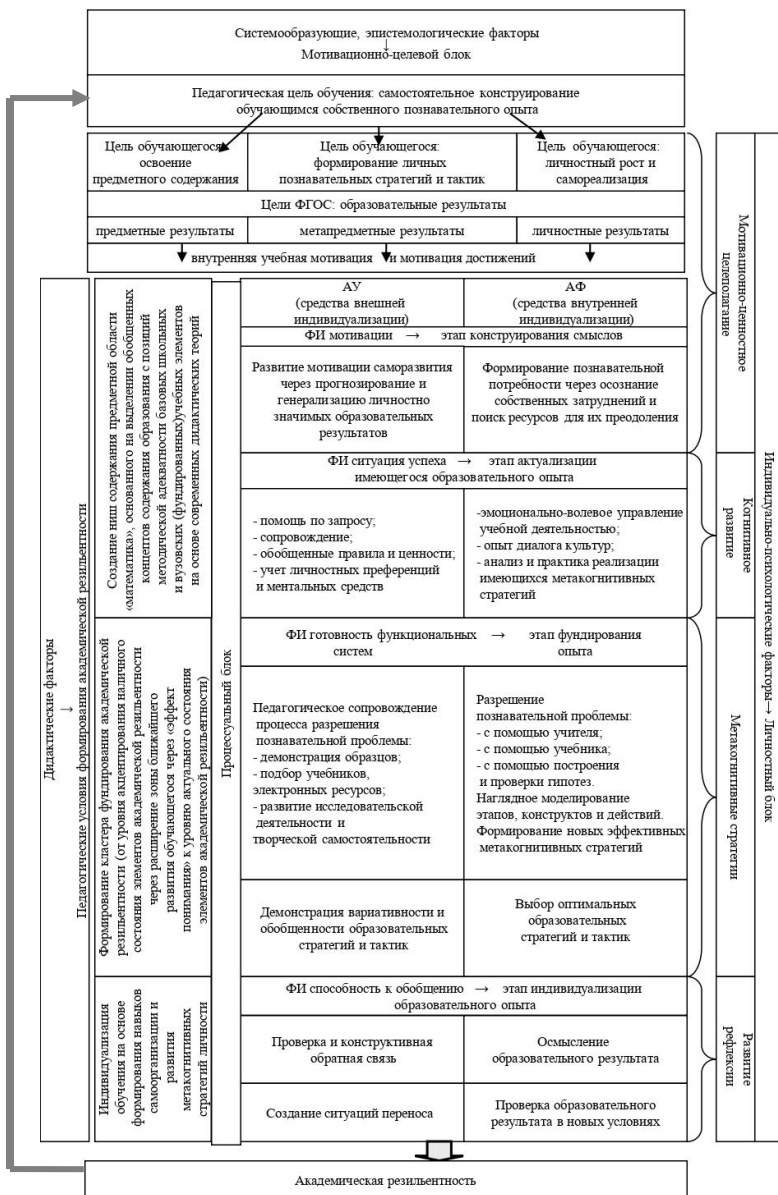 Системообразующие, эпистемологические факторы
↓
Мотивационно-целевой блок
Педагогическая цель обучения: самостоятельное конструирование
обучающимся собственного познавательного опыта
Цель обучающегося:
освоение
предметного содержания
Цель обучающегося:
формирование личных
познавательных стратегий и тактик
Цель обучающегося:
личностный рост и
самореализация
Цели ФГОС: образовательные результаты
предметные результаты
метапредметные результаты
личностные результаты
внутренняя учебная мотивация и мотивация достижений
Дидактические факторы
↓
Педагогические условия формирования академической резильентности
Создание ниш содержания предметной области
«математика», основанного на выделении обобщенных
концептов содержания образования с позиций
методической адекватности базовых школьных
и вузовских (фундированных)учебных элементов
на основе современных дидактических теорий
Формирование кластера фундирования академической
резильентности (от уровня акцептирования наличного
состояния элементов академической резильентности
через расширение зоны ближайшего
развития обучающегося через «эффект
понимания» к уровню актуального состояния
элементов академической резильентности)
Индивидуализация
обучения на основе
формирования навыков
самоорганизации и
развития
метакогнитивных
стратегий личности
Процессуальный блок
АУ
(средства внешней
индивидуализации)
АФ
(средства внутренней
индивидуализации)
ФИ мотивации → этап конструирования смыслов
Развитие мотивации саморазвития
через прогнозирование и
генерализацию личностно
значимых образовательных
результатов
Формирование познавательной
потребности через осознание
собственных затруднений и
поиск ресурсов для их преодоления
ФИ ситуация успеха → этап актуализации
имеющегося образовательного опыта
- помощь по запросу;
- сопровождение;
- обобщенные правила и ценности;
- учет личностных преференций
и ментальных средств
-эмоционально-волевое управление
учебной деятельностью;
- опыт диалога культур;
- анализ и практика реализации
имеющихся метакогнитивных
стратегий
ФИ готовность функциональных → этап фундирования
систем опыта
Педагогическое сопровождение
процесса разрешения
познавательной проблемы:
- демонстрация образцов;
- подбор учебников,
электронных ресурсов;
- развитие исследовательской
деятельности и
творческой самостоятельности
Разрешение
познавательной проблемы:
- с помощью учителя;
- с помощью учебника;
- с помощью построения
и проверки гипотез.
Наглядное моделирование
этапов, конструктов и действий.
Формирование новых эффективных
метакогнитивных стратегий
Демонстрация вариативности и
обобщенности образовательных
стратегий и тактик
Выбор оптимальных
образовательных
стратегий и тактик
ФИ способность к обобщению → этап индивидуализации
образовательного опыта
Проверка и конструктивная
обратная связь
Осмысление
образовательного результата
Создание ситуаций переноса
Проверка образовательного
результата в новых условиях
Мотивационно-ценностное
целеполагание
Когнитивное
развитие
Метакогнитивные стратегии
Развитие
рефлексии
Индивидуально-психологические факторы→ Личностный блок
Академическая резильентность